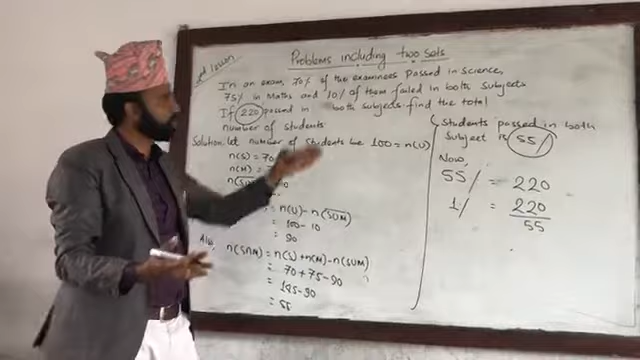 Problems including two sets
In an exam, 70% of the examinees passed in science,
75% in Maths and 10% of them failed in both subjects
If 220 passed in both subjects find the total
number of students
Solution: Let number of students be 100 = n(U)
n(S) = 70
n(M) =
= n(U) - n(SUM)
= 100 - 10
= 90
Also, n(S∩M) = n(S) + n(M) - n(SUM)
= 70 + 75 - 90
= 145 - 90
= 55
Students passed in both
subject is 55%
Now,
55% = 220
1% = 220/55